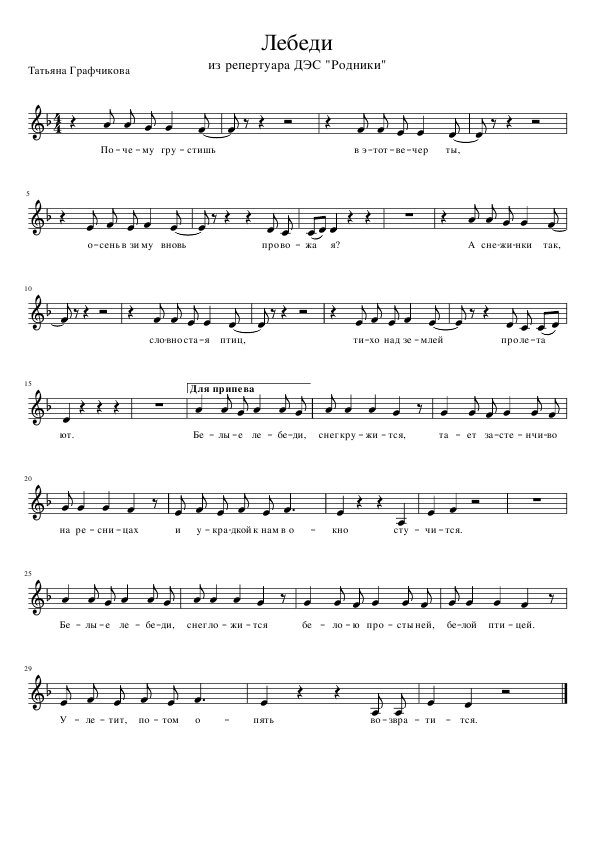 Лебеди
из репертуара ДЭС "Родники"
Татьяна Графчикова
По – че – му гру – стишь в э – тот – ве – чер ты,
5
о – сень в зи му вновь про во – жа я?
А сне – жи – нки так,
10
сло вно ста – я птиц, ти – хо над зе – млей про ле – та
15
Для припева
ют. Бе – лы – е ле – бе – ди, снег кру – жи – тся, та – ет за – сте – нчи – во
20
на ре – сни – цах и у – кра – дкой к нам в о – кно сту – чи – тся.
25
Бе – лы – е ле – бе – ди, снег ло – жи – тся бе – ло – ю про – сты ней, бе – лой пти – цей.
29
У – ле – тит, по – том о – пять во – звра – ти – тся.